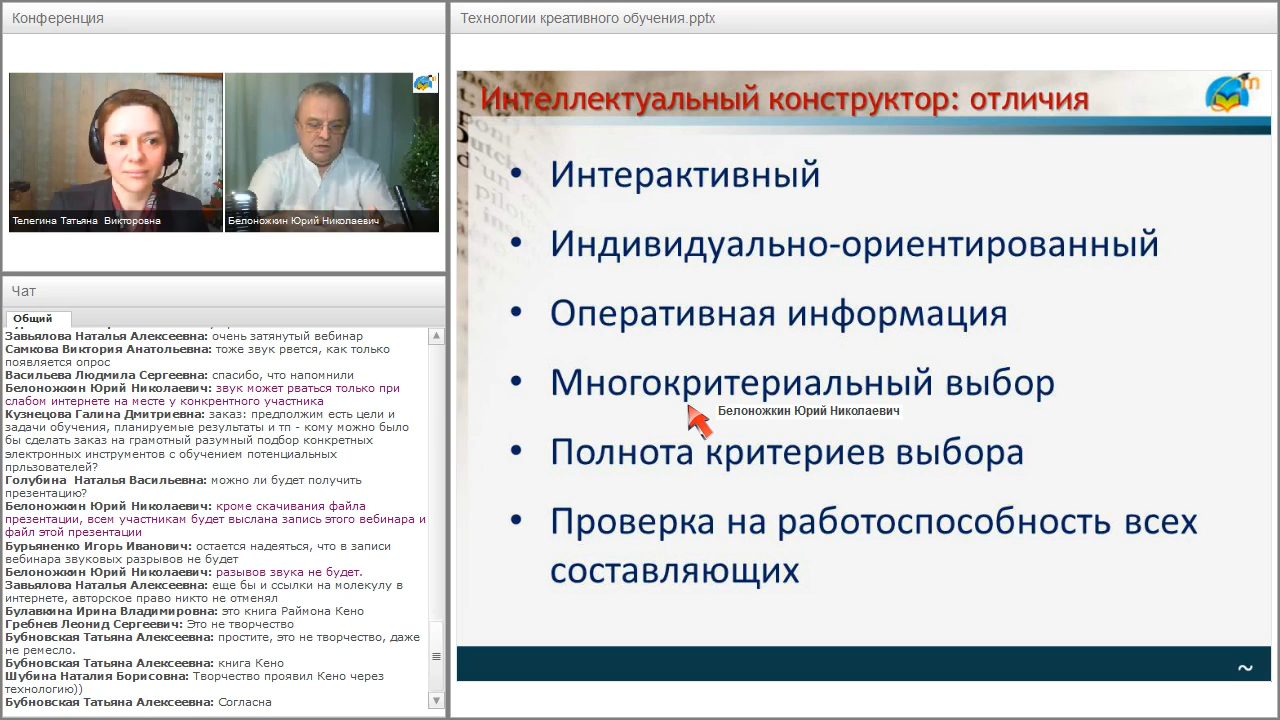 Конференция
Телегина Татьяна Викторовна
Белоножкин Юрий Николаевич
Чат
Общий
Завьялова Наталья Алексеевна: очень затянутый вебинар
Самкова Виктория Анатольевна: тоже звук рвется, как только
появляется опрос
Васильева Людмила Сергеевна: спасибо, что напомнили
Белоножкин Юрий Николаевич: звук может рваться только при
слабом интернете на месте у конкрентного участника
Кузнецова Галина Дмитриевна: заказ: предполжим есть цели и
задачи обучения, планируемые результаты и тп - кому можно было
бы сделать заказ на грамотный разумный подбор конкретных
электронных инструментов с обучением потенциальных
прльзователей?
Голубина Наталья Васильевна: можно ли будет получить
презентацию?
Белоножкин Юрий Николаевич: кроме скачивания файла
презентации, всем участникам будет выслана запись этого вебинара и
файл этой презентации
Бурьяненко Игорь Иванович: остается надеяться, что в записи
вебинара звуковых разрывов не будет
Белоножкин Юрий Николаевич: разывов звука не будет.
Завьялова Наталья Алексеевна: еще бы и ссылки на молекулу в
интернете, авторское право никто не отменял
Булавкина Ирина Владимировна: это книга Раймона Кено
Гребнев Леонид Сергеевич: Это не творчество
Бубновская Татьяна Алексеевна: простите, это не творчество, даже
не ремесло.
Бубновская Татьяна Алексеевна: книга Кено
Шубина Наталия Борисовна: Творчество проявил Кено через
технологию))
Бубновская Татьяна Алексеевна: Согласна
Технологии креативного обучения.pptx
Интеллектуальный конструктор: отличия
• Интерактивный
• Индивидуально-ориентированный
• Оперативная информация
• Многокритериальный выбор
Белоножкин Юрий Николаевич
• Полнота критериев выбора
• Проверка на работоспособность всех
составляющих
~